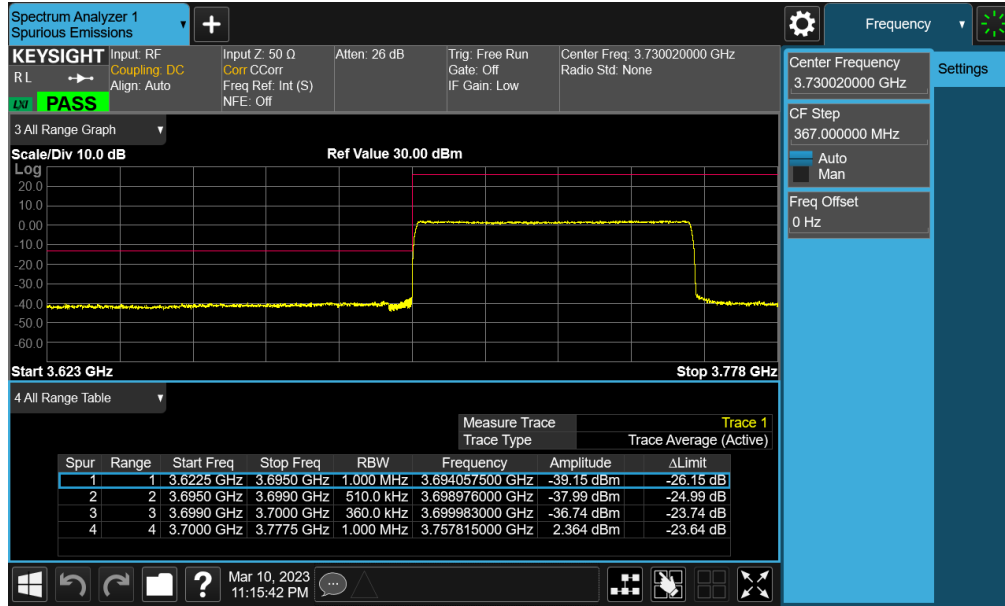 Spectrum Analyzer 1
Spurious Emissions
Frequency
KEYSIGHT
R L
LXI
PASS
Input: RF
Coupling: DC
Align: Auto
Input Z: 50 Ω
Corr CCorr
Freq Ref: Int (S)
NFE: Off
Atten: 26 dB
Trig: Free Run
Gate: Off
IF Gain: Low
Center Freq: 3.730020000 GHz
Radio Std: None
Center Frequency
3.730020000 GHz
Settings
CF Step
367.000000 MHz
Auto
Man
Freq Offset
0 Hz
3 All Range Graph
Scale/Div 10.0 dB
Ref Value 30.00 dBm
Log
20.0
10.0
0.00
-10.0
-20.0
-30.0
-40.0
-50.0
-60.0
Start 3.623 GHz
Stop 3.778 GHz
4 All Range Table
Measure Trace Trace 1
Trace Type Trace Average (Active)
Spur Range Start Freq Stop Freq RBW Frequency Amplitude ΔLimit
1 1 3.6225 GHz 3.6950 GHz 1.000 MHz 3.694057500 GHz -39.15 dBm -26.15 dB
2 2 3.6950 GHz 3.6990 GHz 510.0 kHz 3.698976000 GHz -37.99 dBm -24.99 dB
3 3 3.6990 GHz 3.7000 GHz 360.0 kHz 3.699983000 GHz -36.74 dBm -23.74 dB
4 4 3.7000 GHz 3.7775 GHz 1.000 MHz 3.757815000 GHz 2.364 dBm -23.64 dB
?
Mar 10, 2023
11:15:42 PM